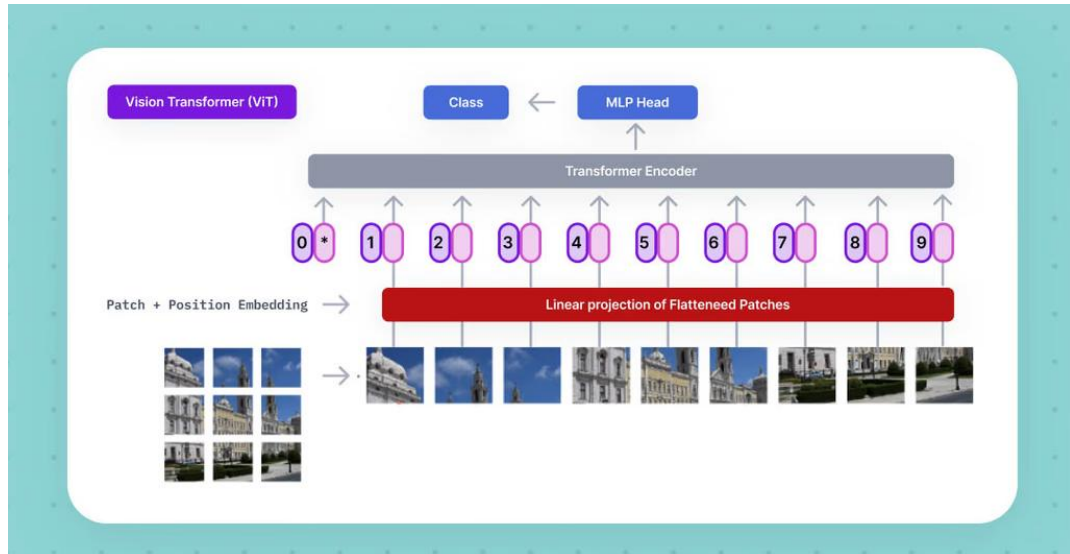 Vision Transformer (ViT)
Class
MLP Head
Transformer Encoder
0 * 1 2 3 4 5 6 7 8 9
Patch + Position Embedding
Linear projection of Flatteneed Patches